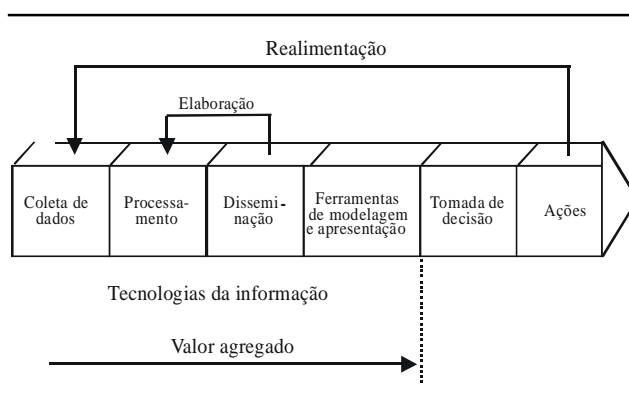 Realimentação
Elaboração
Coleta de
dados
Processa-
mento
Dissemi-
nação
Ferramentas
de modelagem
e apresentação
Tomada de
decisão
Ações
Tecnologias da informação
Valor agregado